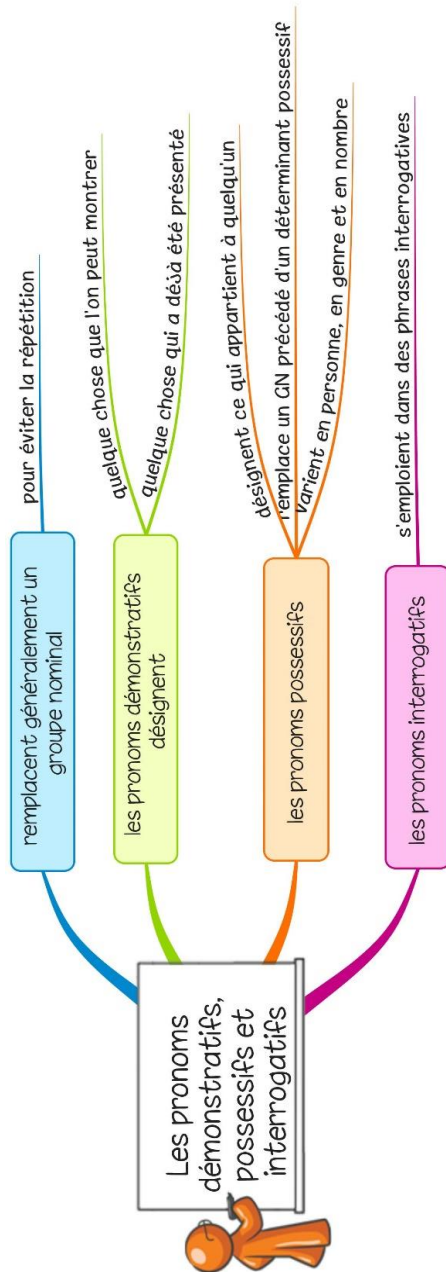 Les pronoms
démonstratifs,
possessifs et
interrogatifs
remplacent généralement un
groupe nominal
pour éviter la répétition
les pronoms démonstratifs
désignent
quelque chose que l'on peut montrer
quelque chose qui a déjà été présenté
les pronoms possessifs
désignent ce qui appartient à quelqu'un
remplace un GN précédé d'un déterminant possessif
varient en personne, en genre et en nombre
les pronoms interrogatifs
s'emploient dans des phrases interrogatives